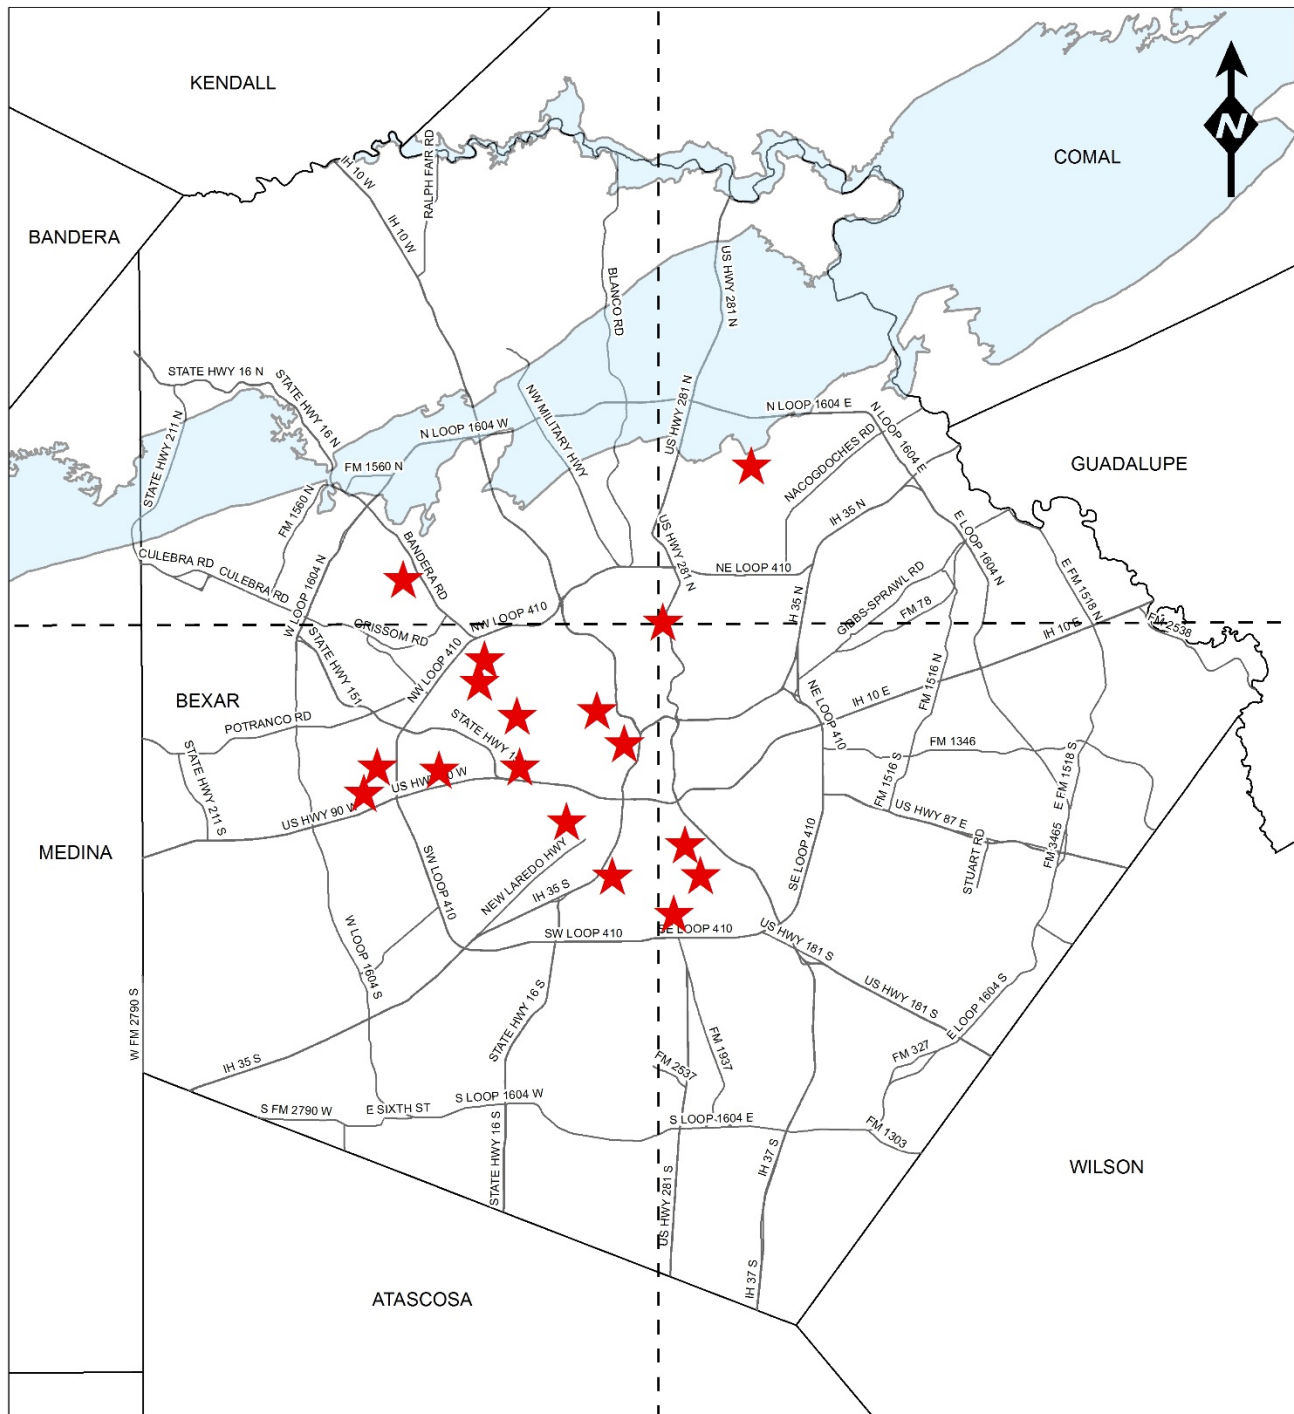 KENDALL
COMAL
N
BANDERA
IH 10 W
RALPH FAIR RD
IH 10 W
US HWY 281 N
BLANCO RD
STATE HWY 16 N
STATE HWY 16 N
STATE HWY 211 N
N LOOP 1604 W
NW MILITARY HWY
US HWY 281 N
N LOOP 1604 E
N LOOP 1604 E
NACOGDOCHES RD
GUADALUPE
FM 1560 N
FM 1560 N
IH 35 N
CULEBRA RD
CULEBRA RD
W LOOP 1604 N
BANDERA RD
US HWY 281 N
NE LOOP 410
E LOOP 1604 N
E FM 1518 N
GIBBS-SPRAWL RD
FM 78
IH 35 N
GRISSOM RD
NW LOOP 410
IH 10 E
FM 2538
STATE HWY 151
NW LOOP 410
BEXAR
POTRANCO RD
FM 1516 N
IH 10 E
NE LOOP 410
STATE HWY 1
FM 1346
STATE HWY 211 S
US HWY 90 W
US HW 0 W
FM 1516 S
E FM 1518 S
US HWY 87 E
MEDINA
SW LOOP 410
NEW LAREDO HWY
IH 35 S
SE LOOP 410
STUART RD
FM 3465
W LOOP 1604 S
SW LOOP 410
SE LOOP 410
US HWY 181 S
US HWY 181 S
E LOOP 1604 S
W FM 2790 S
STATE HWY 16 S
IH 35 S
FM 2537
FM 1937
FM 327
S FM 2790 W
E SIXTH ST
S LOOP 1604 W
S LOOP 1604 E
FM 1303
STATE HWY 16 S
US HWY 281 S
IH 37 S
WILSON
IH 37 S
ATASCOSA